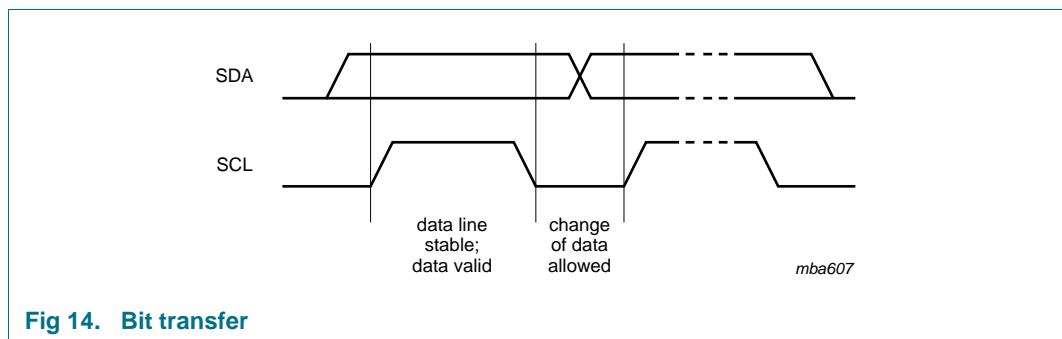 SDA
SCL
data line
stable;
data valid
change
of data
allowed
mba607
Fig 14. Bit transfer